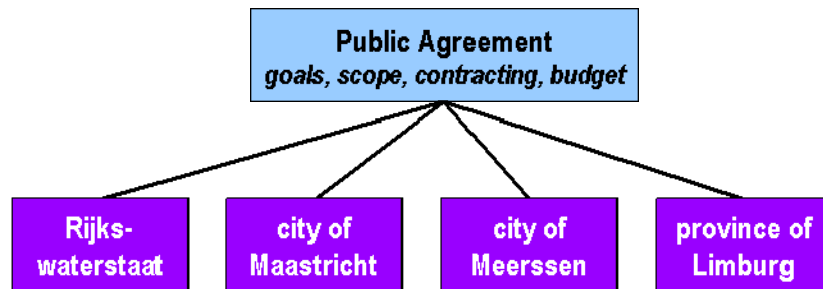 Public Agreement
goals, scope, contracting, budget
Rijks-
waterstaat
city of
Maastricht
city of
Meerssen
province of
Limburg